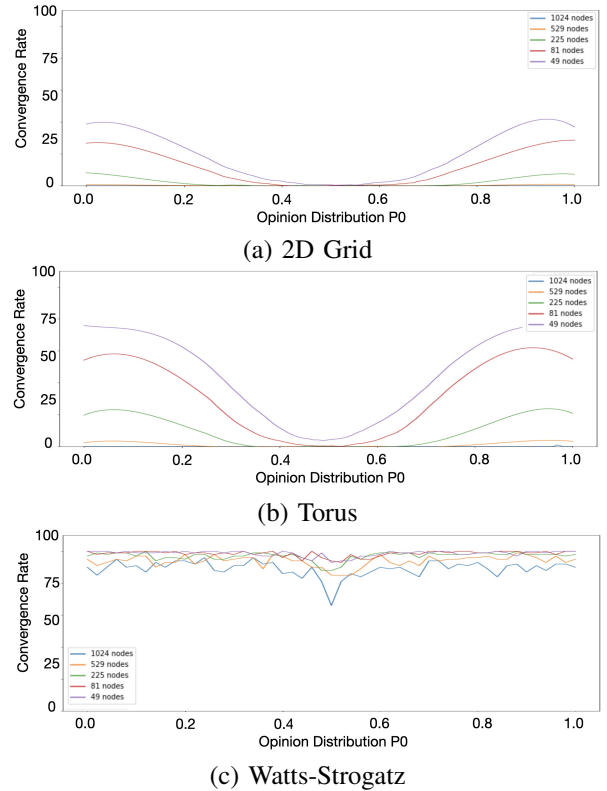 100
75
50
25
0
Convergence Rate
1024 nodes
529 nodes
225 nodes
81 nodes
49 nodes
0.0 0.2 0.4 0.6 0.8 1.0
Opinion Distribution P0
(a) 2D Grid
100
75
50
25
0
Convergence Rate
1024 nodes
529 nodes
225 nodes
81 nodes
49 nodes
0.0 0.2 0.4 0.6 0.8 1.0
Opinion Distribution P0
(b) Torus
100
75
50
25
0
Convergence Rate
1024 nodes
529 nodes
225 nodes
81 nodes
49 nodes
0.0 0.2 0.4 0.6 0.8 1.0
Opinion Distribution P0
(c) Watts-Strogatz